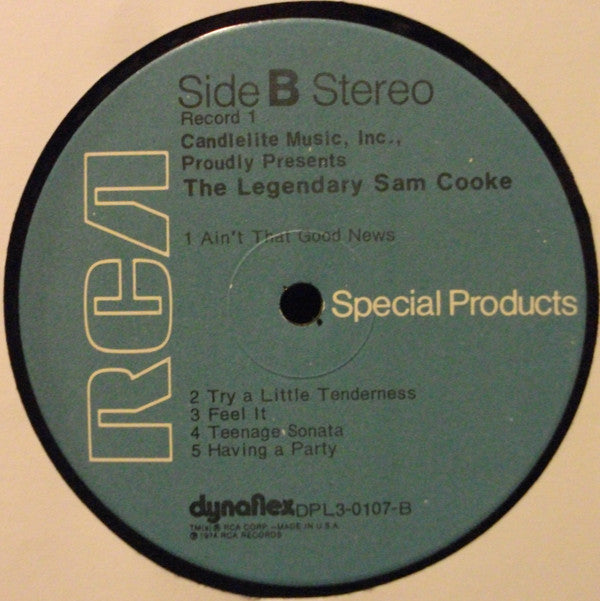 Side B Stereo
Record 1
Candlelite Music, Inc.,
Proudly Presents
The Legendary Sam Cooke
1 Ain't That Good News
RCA
Special Products
2 Try a Little Tenderness
3 Feel It
4 Teenage Sonata
5 Having a Party
dynaflex DPL3-0107-B
TM(s) ® RCA CORP.—MADE IN U.S.A.
℗ 1974 RCA RECORDS